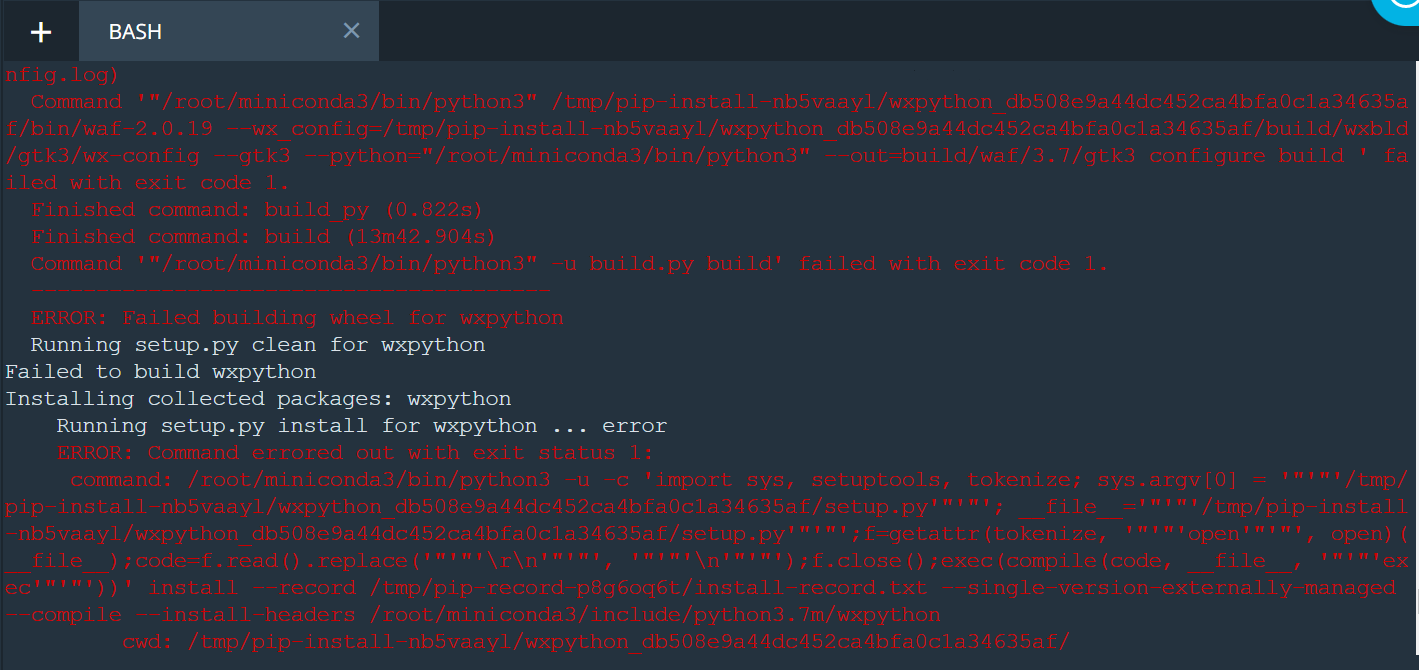 + BASH ×
nfig.log)
Command '"/root/miniconda3/bin/python3" /tmp/pip-install-nb5vaayl/wxpython_db508e9a44dc452ca4bfa0c1a34635a
f/bin/waf-2.0.19 --wx_config=/tmp/pip-install-nb5vaayl/wxpython_db508e9a44dc452ca4bfa0c1a34635af/build/wxbld
/gtk3/wx-config --gtk3 --python="/root/miniconda3/bin/python3" --out=build/waf/3.7/gtk3 configure build ' fa
iled with exit code 1.
Finished command: build_py (0.822s)
Finished command: build (13m42.904s)
Command '"/root/miniconda3/bin/python3" -u build.py build' failed with exit code 1.
----------------------------------------
ERROR: Failed building wheel for wxpython
Running setup.py clean for wxpython
Failed to build wxpython
Installing collected packages: wxpython
Running setup.py install for wxpython ... error
ERROR: Command errored out with exit status 1:
command: /root/miniconda3/bin/python3 -u -c 'import sys, setuptools, tokenize; sys.argv[0] = '"'"'/tmp/
pip-install-nb5vaayl/wxpython_db508e9a44dc452ca4bfa0c1a34635af/setup.py'"'"'; __file__='"'"'/tmp/pip-install
-nb5vaayl/wxpython_db508e9a44dc452ca4bfa0c1a34635af/setup.py'"'"';f=getattr(tokenize, '"'"'open'"'"', open)(
__file__);code=f.read().replace('"'"'\r\n'"'"', '"'"'\n'"'"');f.close();exec(compile(code, __file__, '"'"'ex
ec'"'"'))' install --record /tmp/pip-record-p8g6oq6t/install-record.txt --single-version-externally-managed
--compile --install-headers /root/miniconda3/include/python3.7m/wxpython
cwd: /tmp/pip-install-nb5vaayl/wxpython_db508e9a44dc452ca4bfa0c1a34635af/